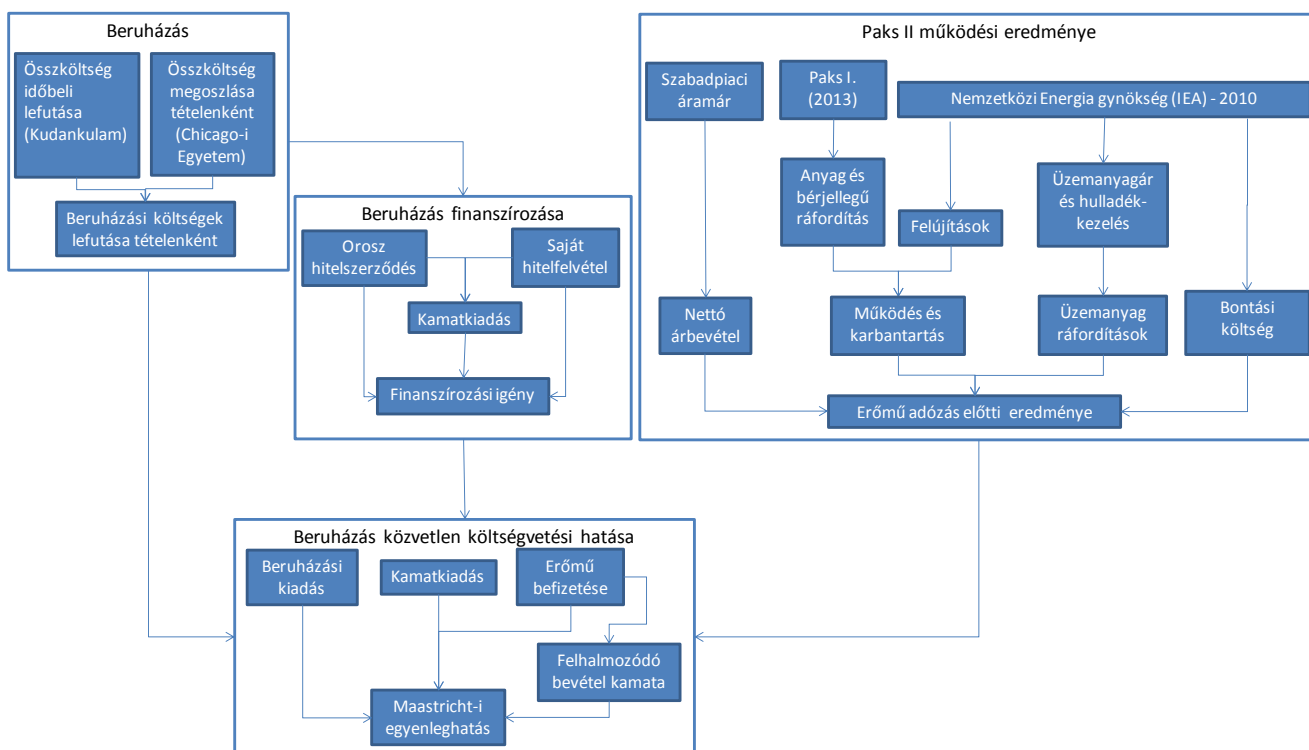 Beruházás
Összköltség
időbeli
lefutása
(Kudankulam)
Összköltség
megoszlása
tételenként
(Chicago-i
Egyetem)
Beruházási költségek
lefutása tételenként
Beruházás finanszírozása
Orosz
hitelszerződés
Saját
hitelfelvétel
Kamatkiadás
Finanszírozási igény
Paks II működési eredménye
Szabadpiaci
áramár
Paks I.
(2013)
Nemzetközi Energia gynökség (IEA) - 2010
Anyag és
bérjellegű
ráfordítás
Felújítások
Üzemanyagár
és hulladék-
kezelés
Nettó
árbevétel
Működés és
karbantartás
Üzemanyag
ráfordítások
Bontási
költség
Erőmű adózás előtti eredménye
Beruházás közvetlen költségvetési hatása
Beruházási
kiadás
Kamatkiadás
Erőmű
befizetése
Felhalmozódó
bevétel kamata
Maastricht-i
egyenleghatás